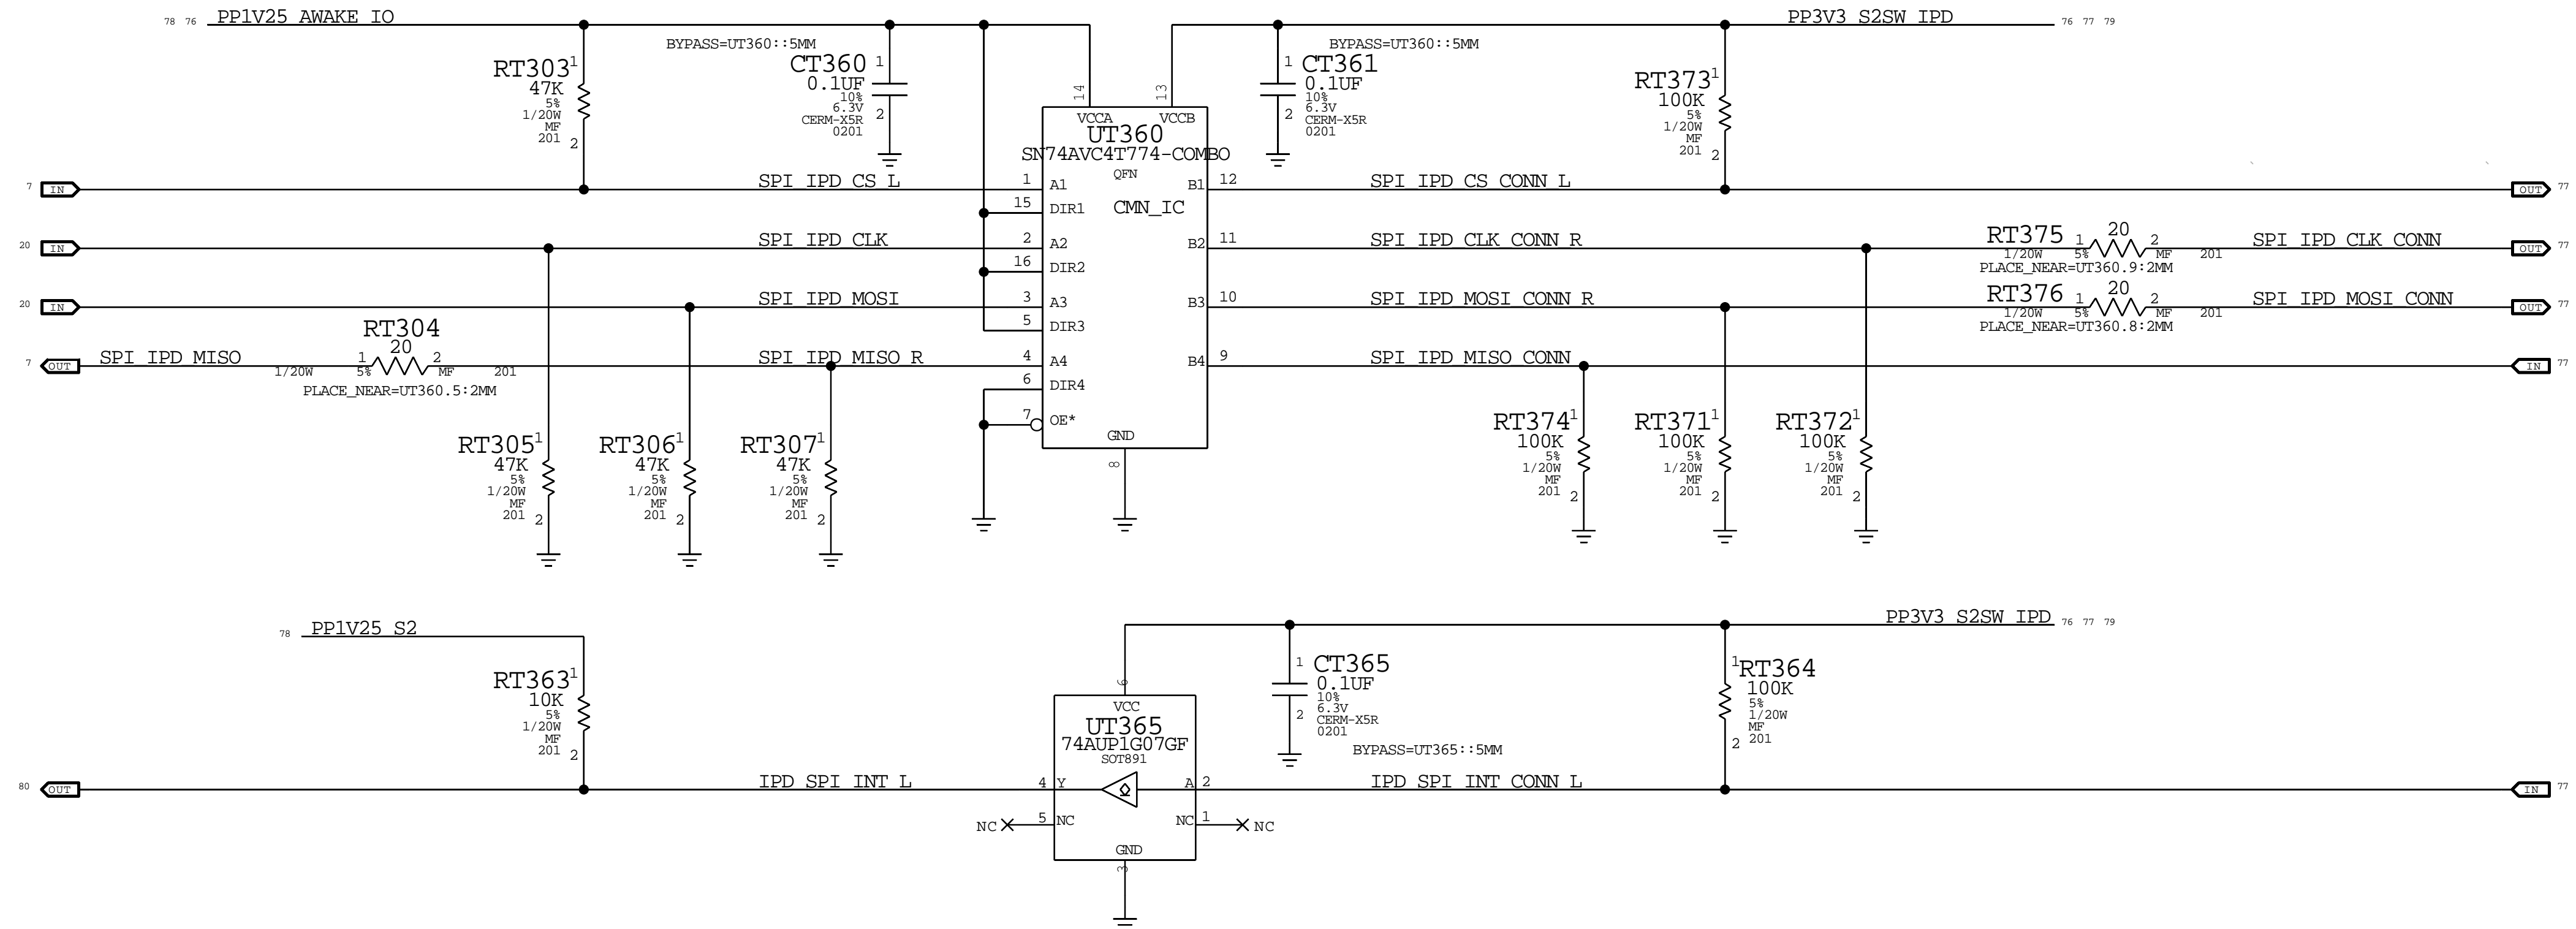 78 76 PP1V25_AWAKE_IO
PP3V3_S2SW_IPD 76 77 79
BYPASS=UT360::5MM
BYPASS=UT360::5MM
RT303 1
47K
5%
1/20W
MF
201 2
CT360 1
0.1UF
10%
6.3V 2
CERM-X5R
0201
1 CT361
0.1UF
10%
2 6.3V
CERM-X5R
0201
RT373 1
100K
5%
1/20W
MF
201 2
14 13
VCCA VCCB
UT360
SN74AVC4T774-COMBO
QFN
CMN_IC
7 IN SPI_IPD_CS_L 1 A1 B1 12 SPI_IPD_CS_CONN_L OUT 77
15 DIR1
20 IN SPI_IPD_CLK 2 A2 B2 11 SPI_IPD_CLK_CONN_R RT375 1 20 2 SPI_IPD_CLK_CONN OUT 77
1/20W 5% MF 201
PLACE_NEAR=UT360.9:2MM
16 DIR2
20 IN SPI_IPD_MOSI 3 A3 B3 10 SPI_IPD_MOSI_CONN_R RT376 1 20 2 SPI_IPD_MOSI_CONN OUT 77
1/20W 5% MF 201
PLACE_NEAR=UT360.8:2MM
5 DIR3
RT304
20
7 OUT SPI_IPD_MISO 1 2 SPI_IPD_MISO_R 4 A4 B4 9 SPI_IPD_MISO_CONN IN 77
1/20W 5% MF 201
PLACE_NEAR=UT360.5:2MM
6 DIR4
7 OE*
GND
8
RT305 1
47K
5%
1/20W
MF
201 2
RT306 1
47K
5%
1/20W
MF
201 2
RT307 1
47K
5%
1/20W
MF
201 2
RT374 1
100K
5%
1/20W
MF
201 2
RT371 1
100K
5%
1/20W
MF
201 2
RT372 1
100K
5%
1/20W
MF
201 2
78 PP1V25_S2
PP3V3_S2SW_IPD 76 77 79
RT363 1
10K
5%
1/20W
MF
201 2
6
VCC
UT365
74AUP1G07GF
SOT891
1 CT365
0.1UF
10%
6.3V
2 CERM-X5R
0201
BYPASS=UT365::5MM
1 RT364
100K
5%
1/20W
MF
2 201
80 OUT IPD_SPI_INT_L 4 Y A 2 IPD_SPI_INT_CONN_L IN 77
NC 5 NC NC 1 NC
GND
3